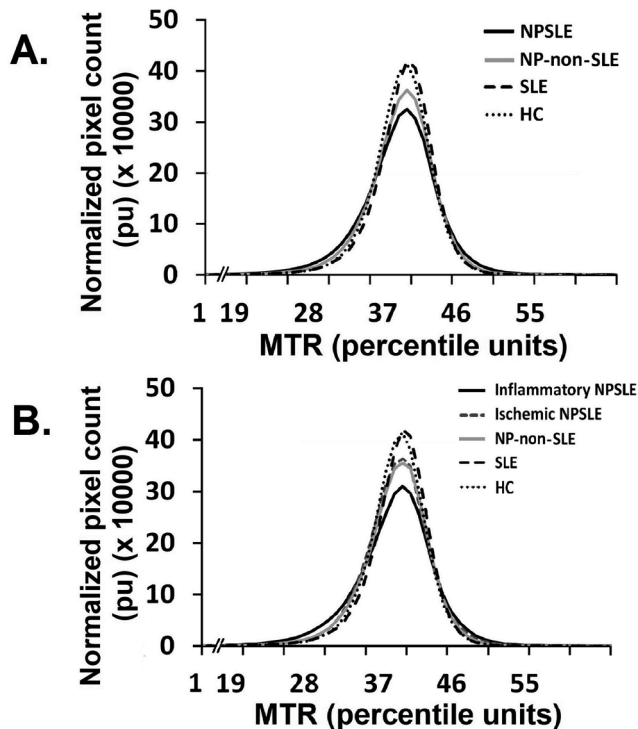 A.
Normalized pixel count
(pu) (x 10000)
50
40
30
20
10
0
NPSLE
NP-non-SLE
SLE
HC
1 19 28 37 46 55
MTR (percentile units)
B.
Normalized pixel count
(pu) (x 10000)
50
40
30
20
10
0
Inflammatory NPSLE
Ischemic NPSLE
NP-non-SLE
SLE
HC
1 19 28 37 46 55
MTR (percentile units)